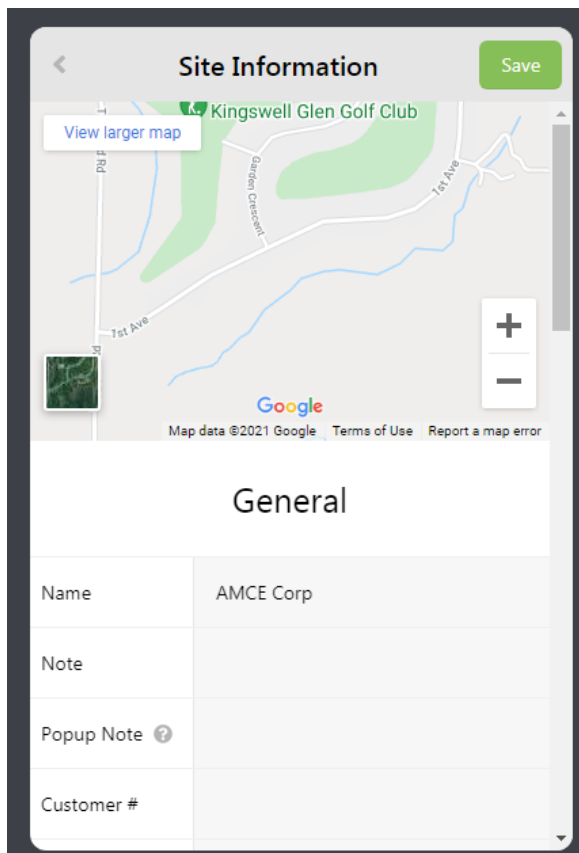 Site Information
Save
Kingswell Glen Golf Club
View larger map
Rd
Garden Crescent
1st Ave
1st Ave
Google
Map data ©2021 Google
Terms of Use
Report a map error
General
Name
AMCE Corp
Note
Popup Note ?
Customer #